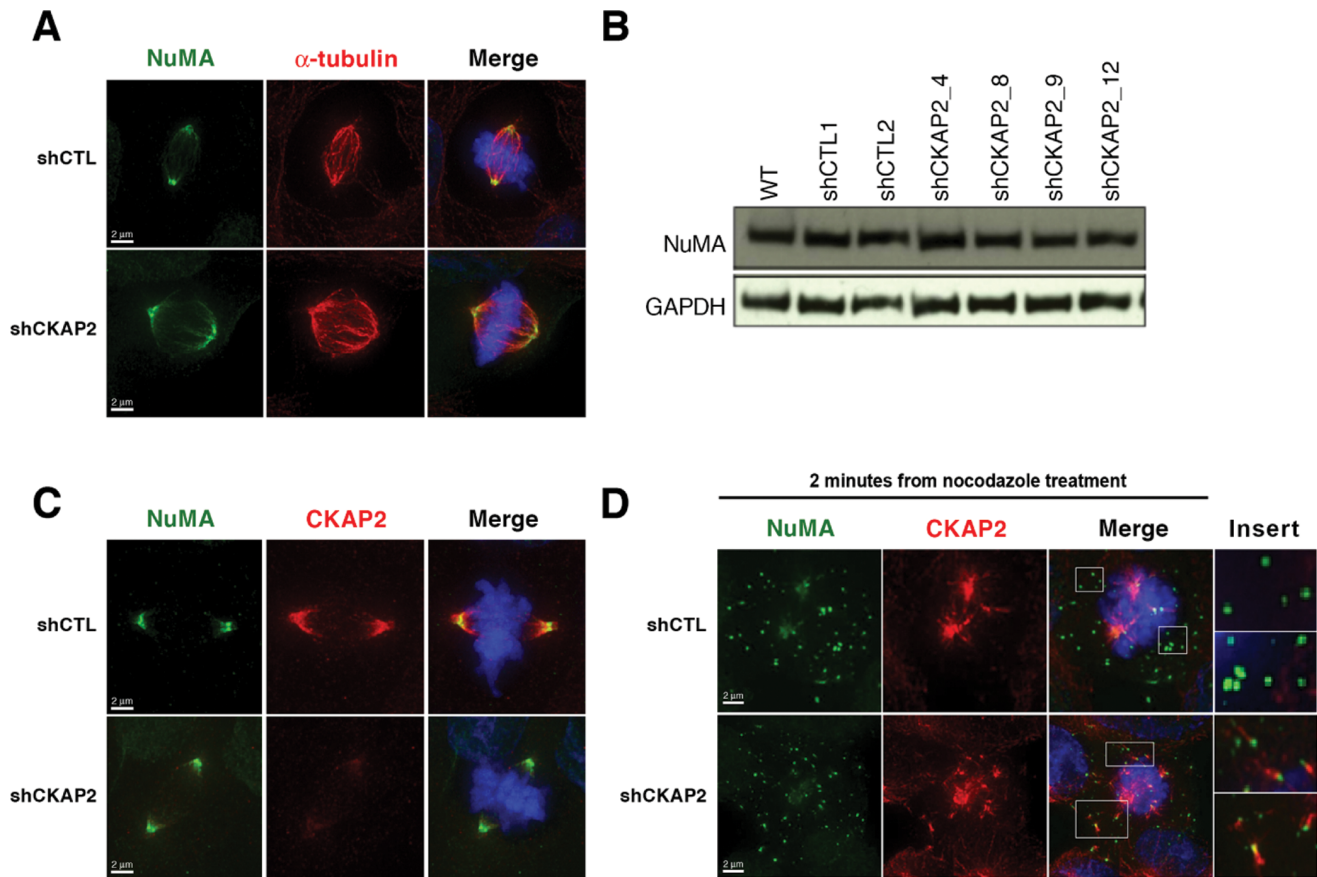 A
NuMA
α-tubulin
Merge
shCTL
2 µm
shCKAP2
2 µm
B
WT
shCTL1
shCTL2
shCKAP2_4
shCKAP2_8
shCKAP2_9
shCKAP2_12
NuMA
GAPDH
C
NuMA
CKAP2
Merge
shCTL
2 µm
shCKAP2
2 µm
D
2 minutes from nocodazole treatment
NuMA
CKAP2
Merge
Insert
shCTL
2 µm
shCKAP2
2 µm